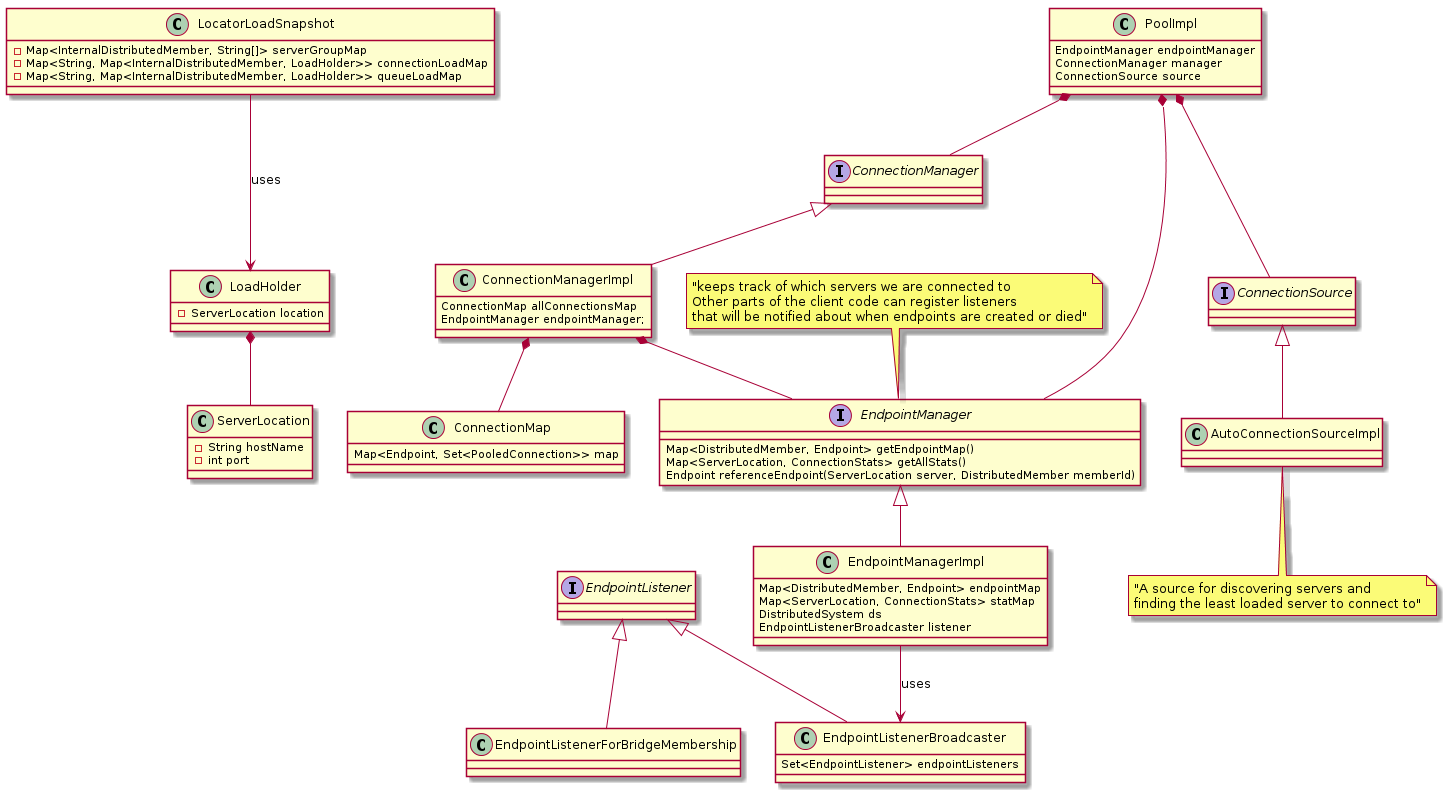 C LocatorLoadSnapshot
Map<InternalDistributedMember, String[]> serverGroupMap
Map<String, Map<InternalDistributedMember, LoadHolder>> connectionLoadMap
Map<String, Map<InternalDistributedMember, LoadHolder>> queueLoadMap
C PoolImpl
EndpointManager endpointManager
ConnectionManager manager
ConnectionSource source
I ConnectionManager
uses
C LoadHolder
ServerLocation location
C ConnectionManagerImpl
ConnectionMap allConnectionsMap
EndpointManager endpointManager;
"keeps track of which servers we are connected to
Other parts of the client code can register listeners
that will be notified about when endpoints are created or died"
I ConnectionSource
C ServerLocation
String hostName
int port
C ConnectionMap
Map<Endpoint, Set<PooledConnection>> map
I EndpointManager
Map<DistributedMember, Endpoint> getEndpointMap()
Map<ServerLocation, ConnectionStats> getAllStats()
Endpoint referenceEndpoint(ServerLocation server, DistributedMember memberId)
C AutoConnectionSourceImpl
I EndpointListener
C EndpointManagerImpl
Map<DistributedMember, Endpoint> endpointMap
Map<ServerLocation, ConnectionStats> statMap
DistributedSystem ds
EndpointListenerBroadcaster listener
"A source for discovering servers and
finding the least loaded server to connect to"
uses
C EndpointListenerForBridgeMembership
C EndpointListenerBroadcaster
Set<EndpointListener> endpointListeners